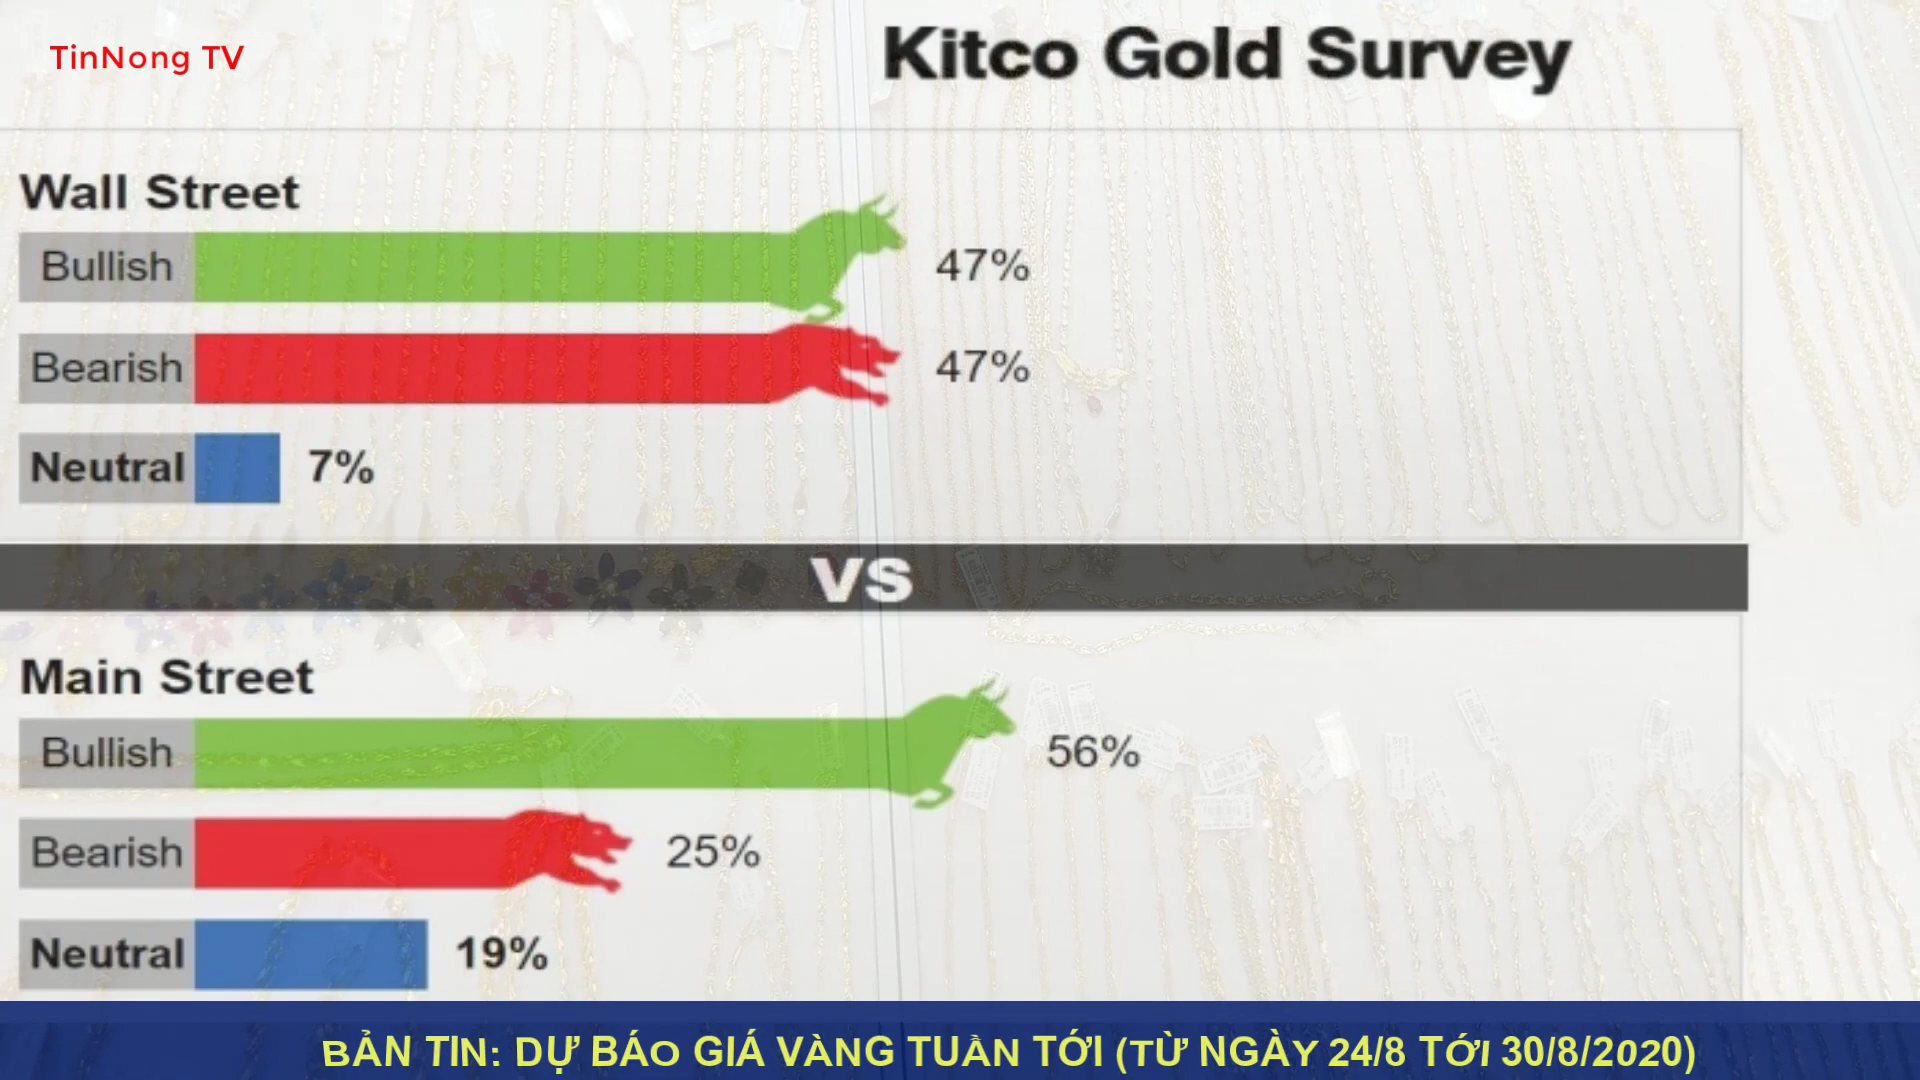 TinNong TV
Kitco Gold Survey
Wall Street
Bullish 47%
Bearish 47%
Neutral 7%
VS
Main Street
Bullish 56%
Bearish 25%
Neutral 19%
BẢN TIN: DỰ BÁO GIÁ VÀNG TUẦN TỚI (TỪ NGÀY 24/8 TỚI 30/8/2020)